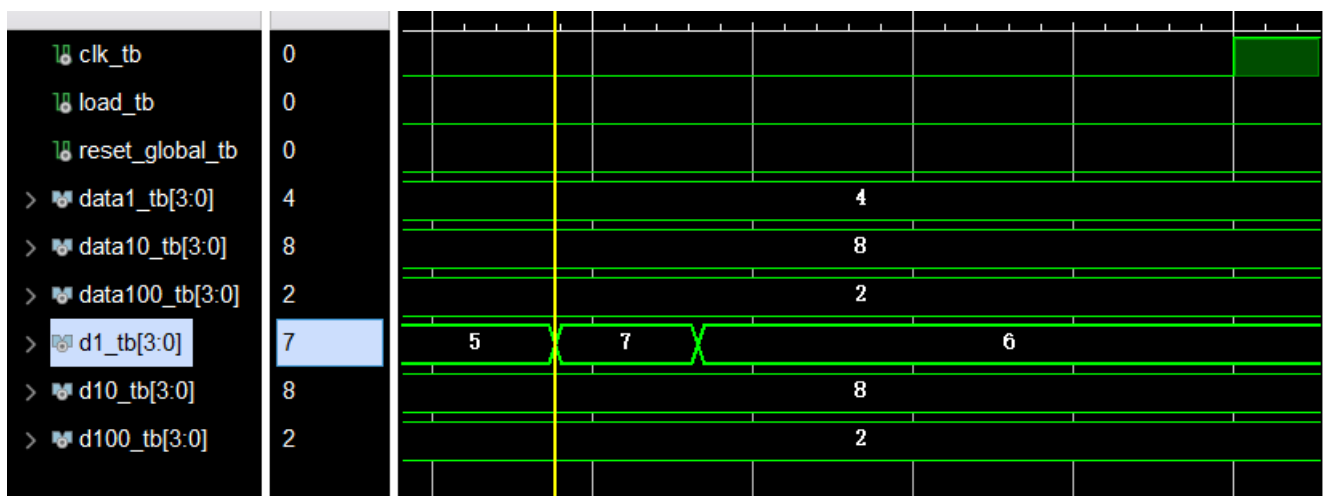 clk_tb 0
load_tb 0
reset_global_tb 0
data1_tb[3:0] 4 4
data10_tb[3:0] 8 8
data100_tb[3:0] 2 2
d1_tb[3:0] 7 5 7 6
d10_tb[3:0] 8 8
d100_tb[3:0] 2 2